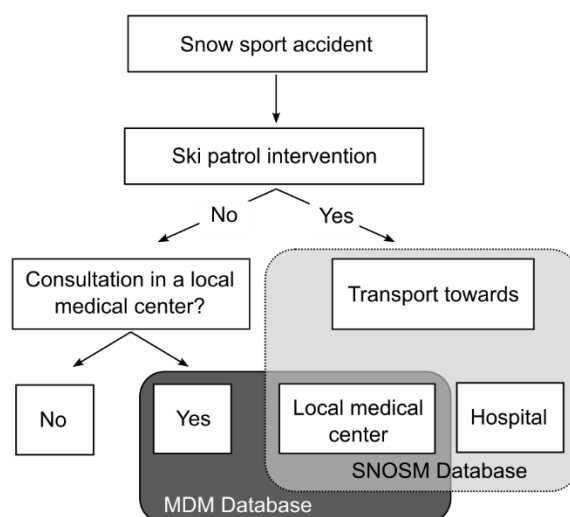 Snow sport accident
Ski patrol intervention
No
Yes
Consultation in a local
medical center?
Transport towards
No
Yes
Local medical
center
Hospital
SNOSM Database
MDM Database